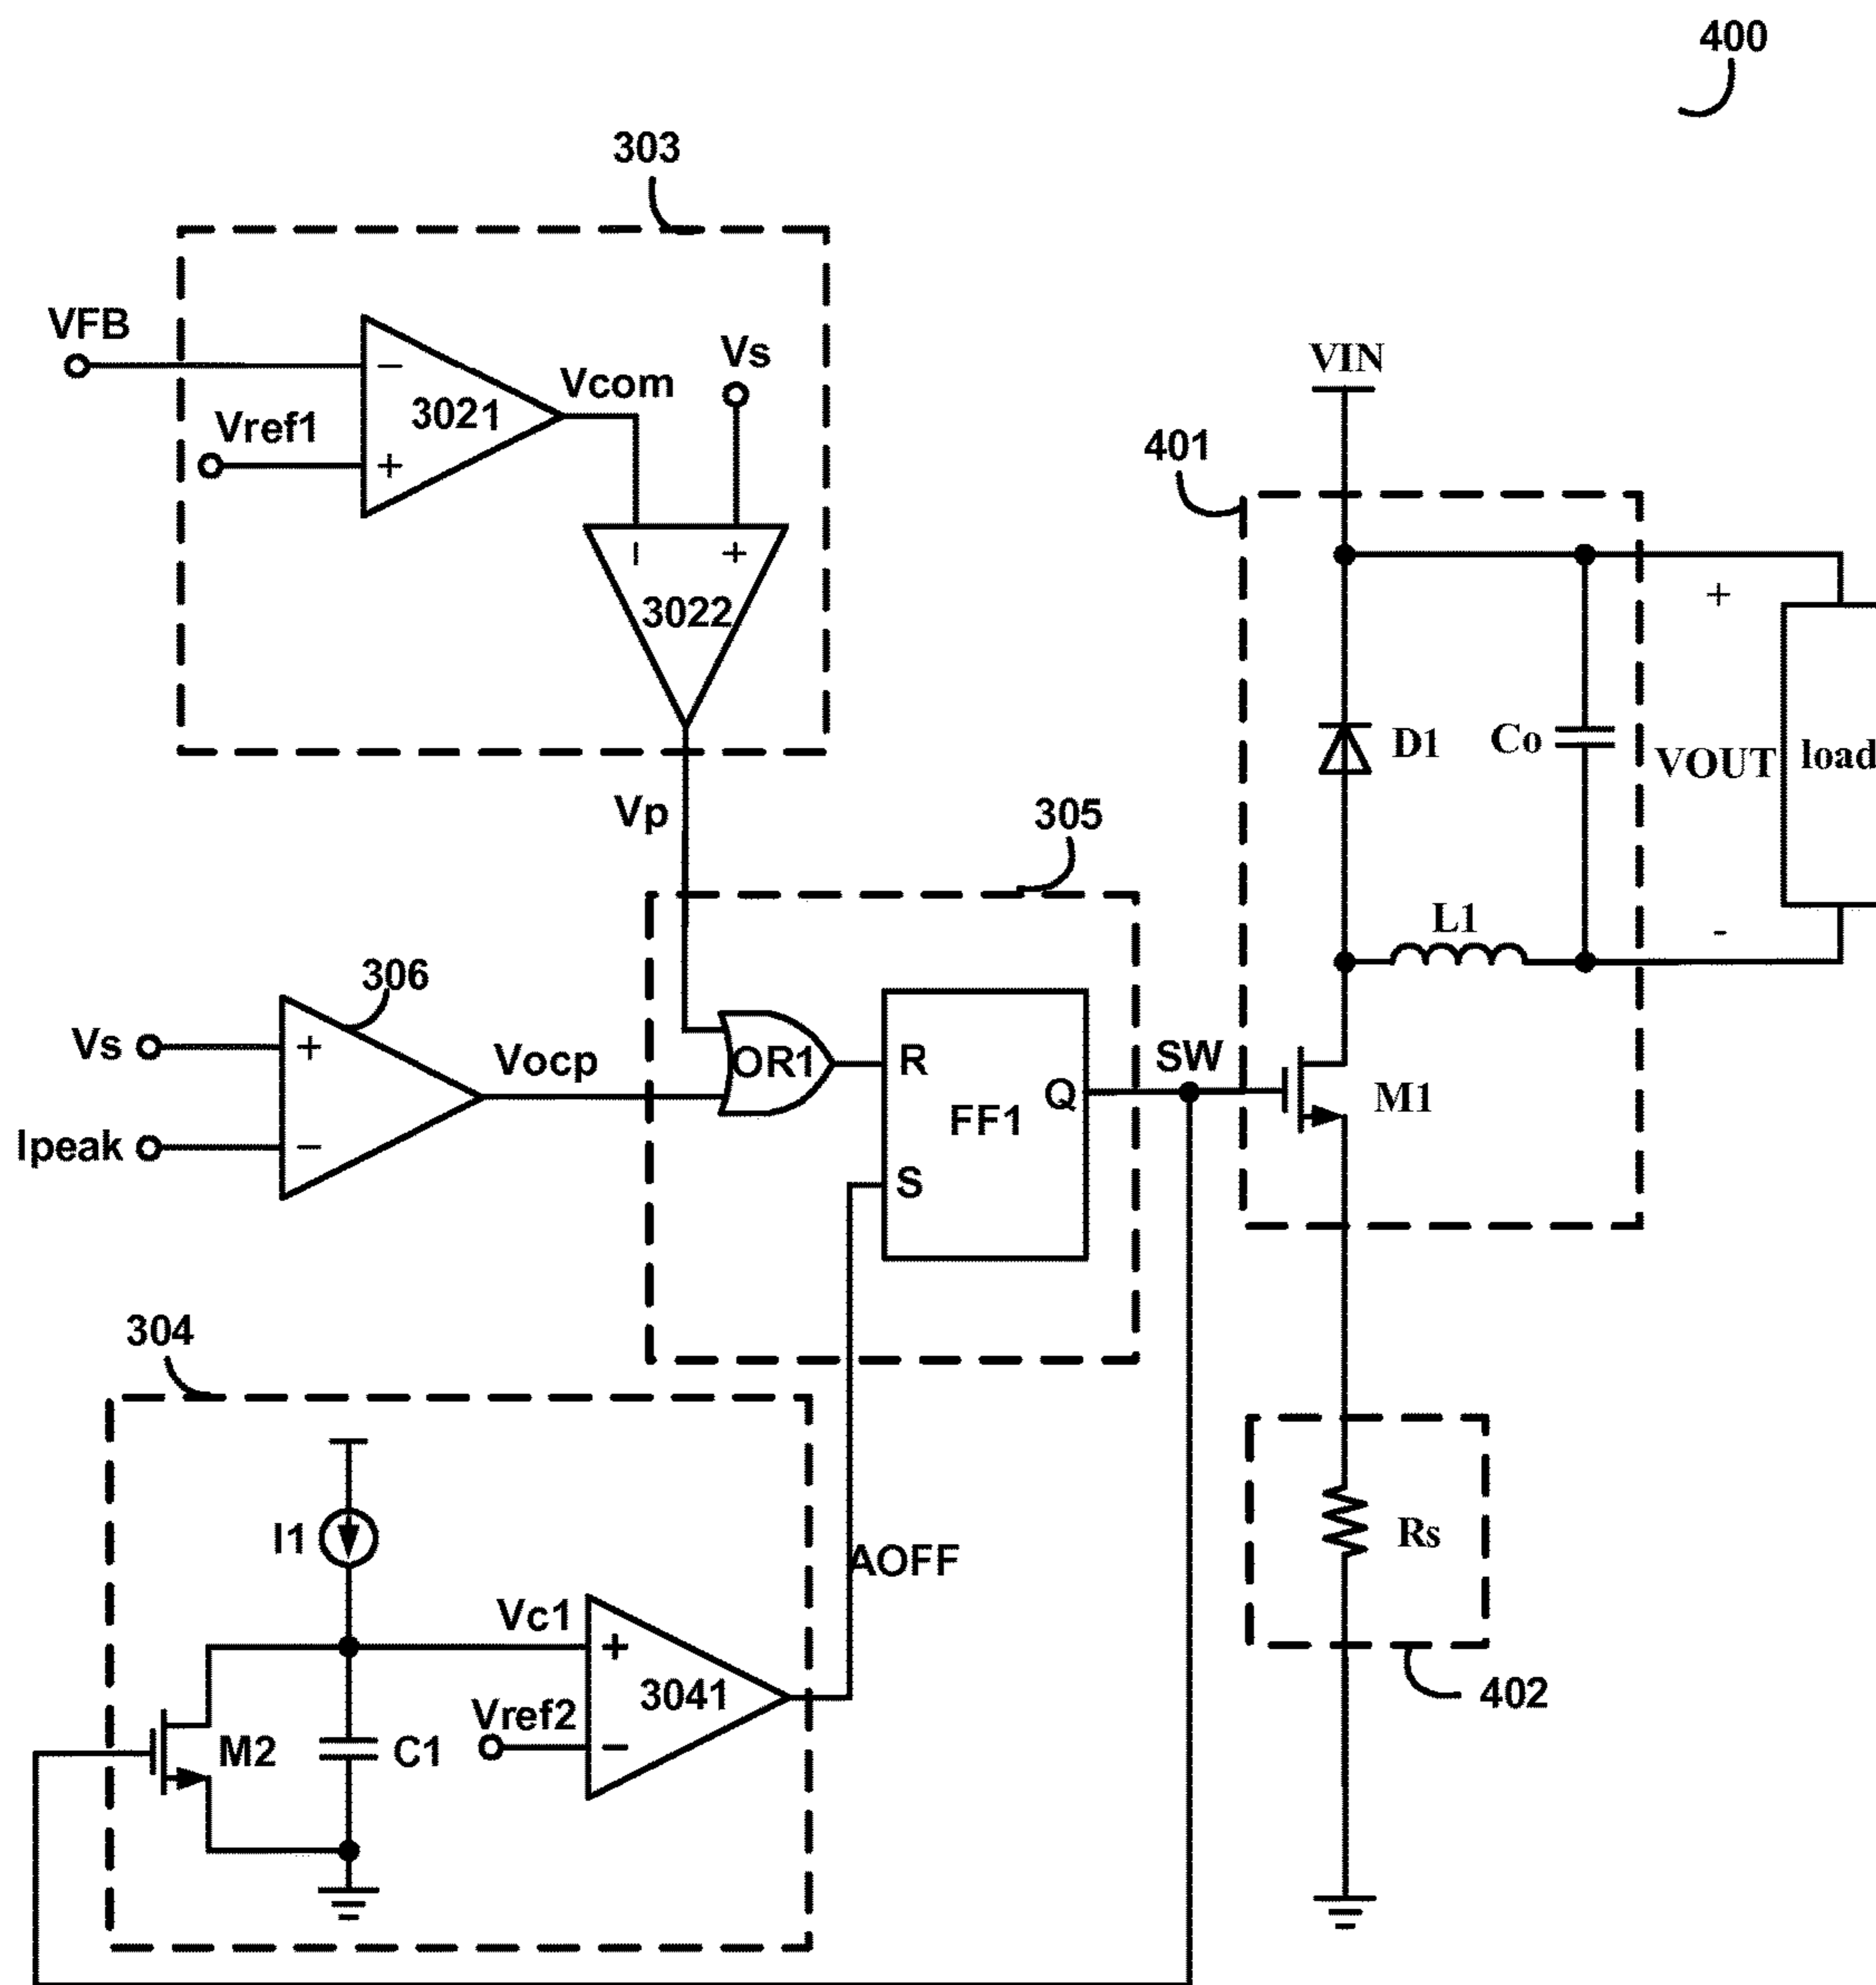 400
303
VFB
Vref1
−
+
3021
Vcom
Vs
−
+
3022
Vp
VIN
401
D1
Co
+
VOUT
-
load
L1
M1
305
306
Vs
+
Ipeak
−
Vocp
OR1
R
S
FF1
Q
SW
304
I1
AOFF
Vc1
+
Vref2
−
3041
M2
C1
Rs
402